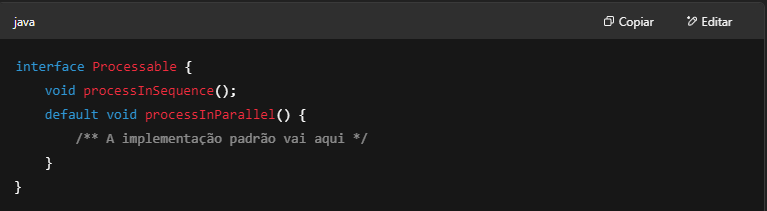 java
Copiar
Editar
interface Processable {
    void processInSequence();
    default void processInParallel() {
        /** A implementação padrão vai aqui */
    }
}